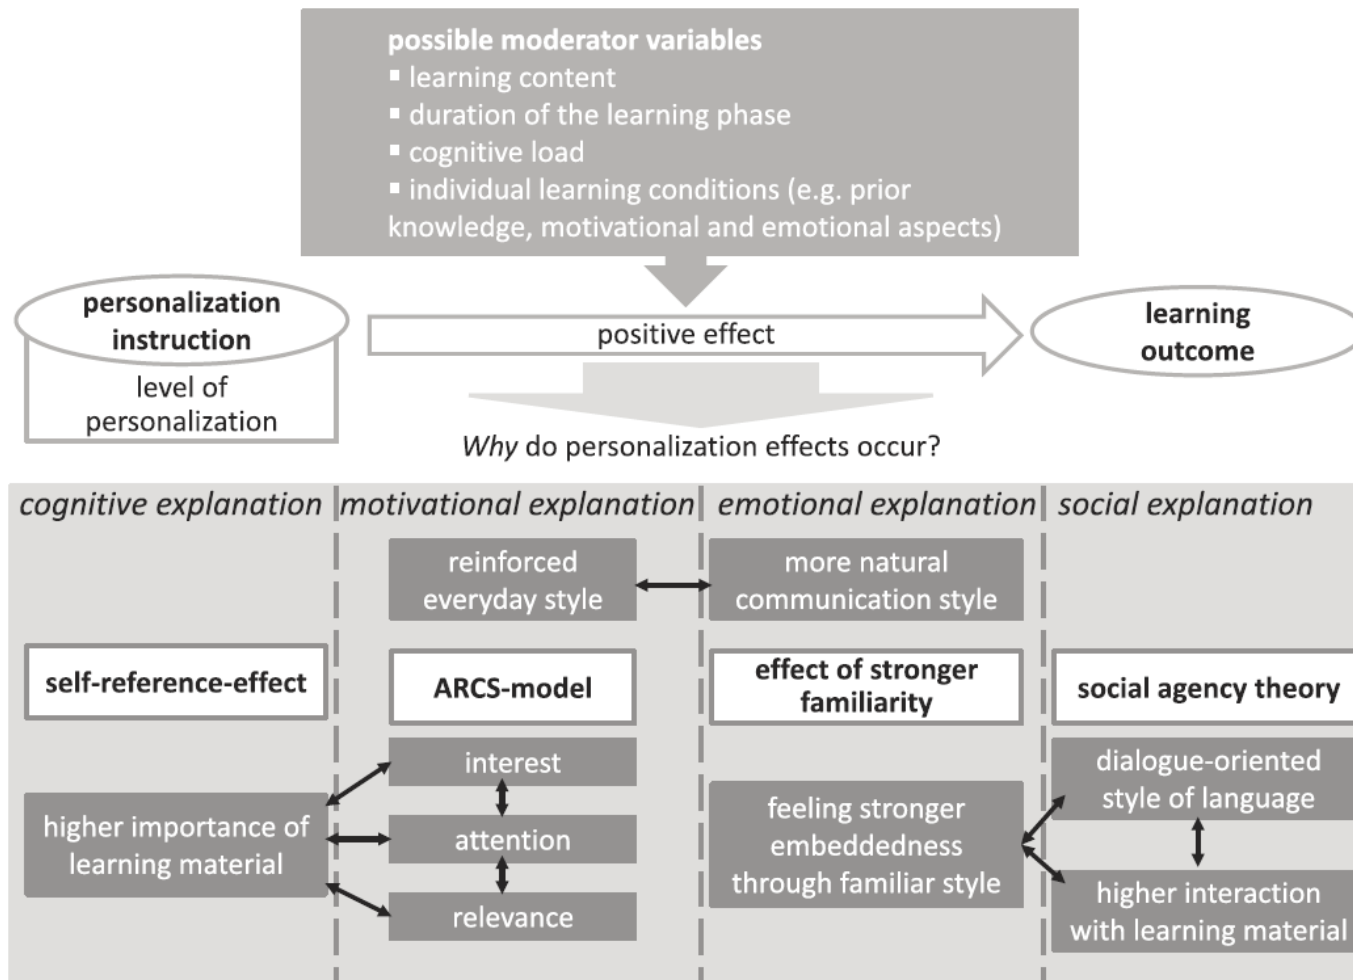 possible moderator variables
▪ learning content
▪ duration of the learning phase
▪ cognitive load
▪ individual learning conditions (e.g. prior
knowledge, motivational and emotional aspects)
personalization
instruction
level of
personalization
positive effect
learning
outcome
Why do personalization effects occur?
cognitive explanation
motivational explanation
emotional explanation
social explanation
reinforced
everyday style
more natural
communication style
self-reference-effect
ARCS-model
effect of stronger
familiarity
social agency theory
higher importance of
learning material
interest
attention
relevance
feeling stronger
embeddedness
through familiar style
dialogue-oriented
style of language
higher interaction
with learning material